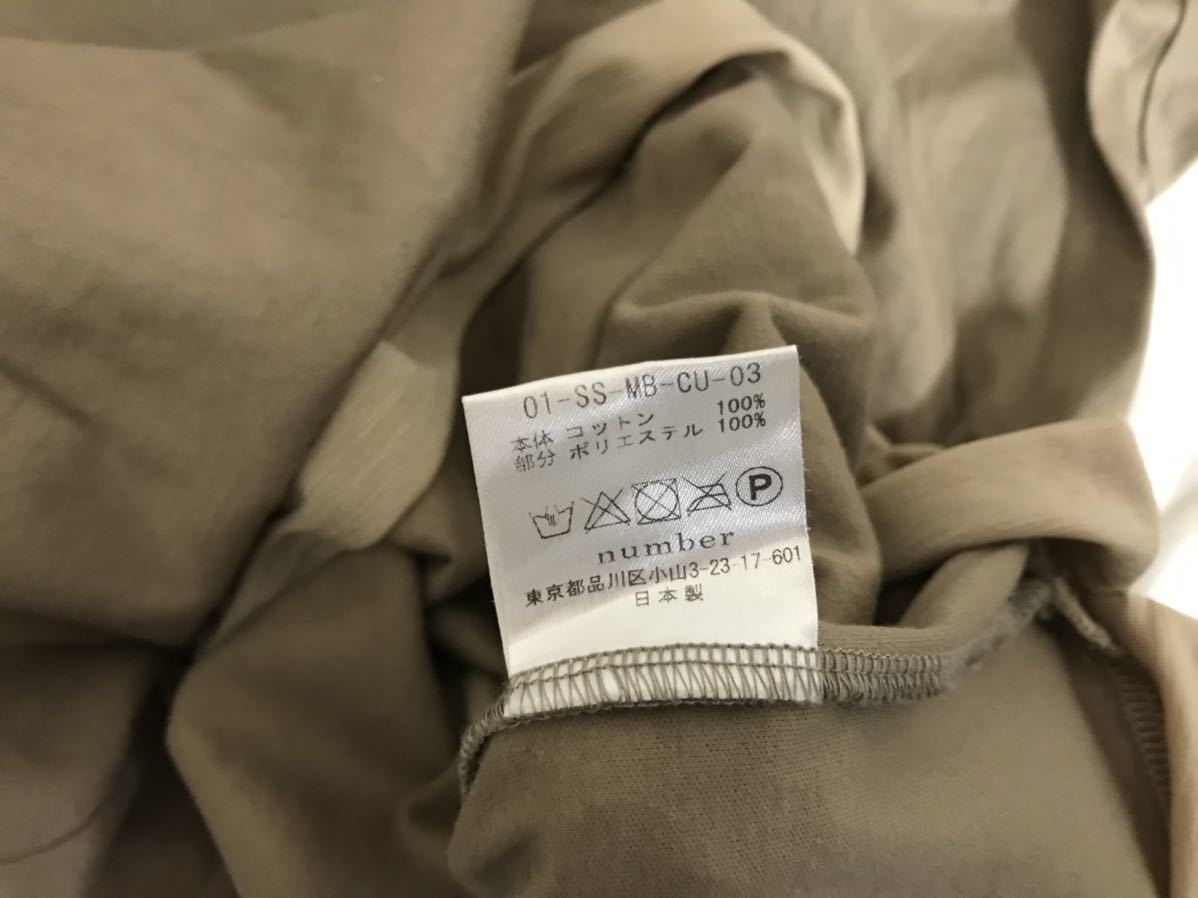 01-SS-MB-CU-03
本体 コットン 100%
部分 ポリエステル 100%
P
number
東京都品川区小山3-23-17-601
日本製